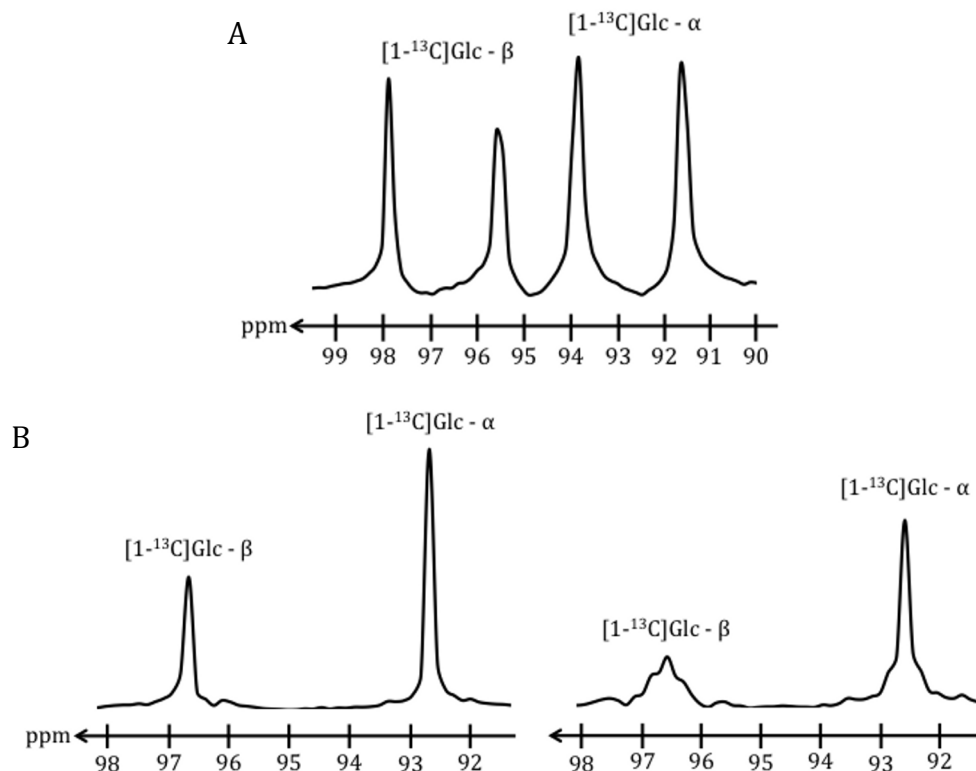 A
[1-¹³C]Glc - β
[1-¹³C]Glc - α
ppm
99 98 97 96 95 94 93 92 91 90
B
[1-¹³C]Glc - α
[1-¹³C]Glc - β
[1-¹³C]Glc - α
[1-¹³C]Glc - β
ppm
98 97 96 95 94 93 92
98 97 96 95 94 93 92